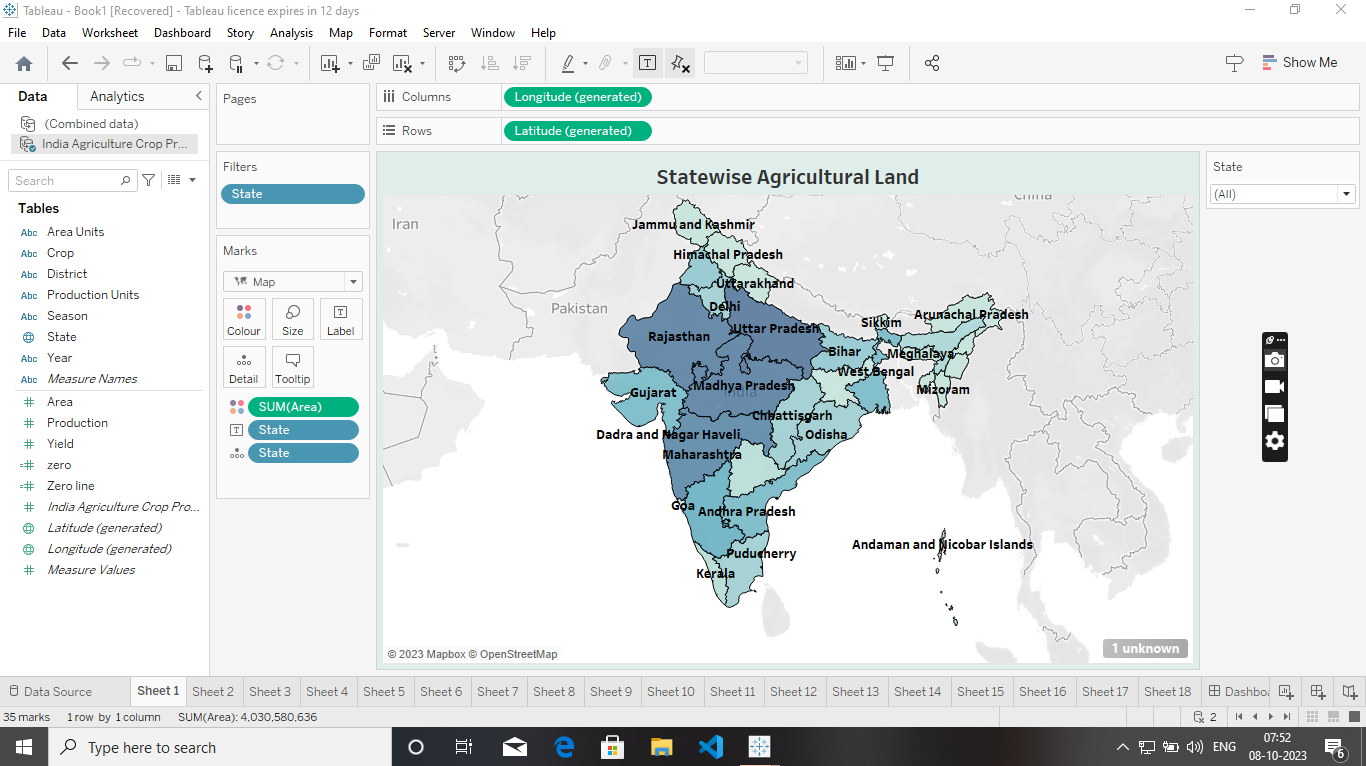 Tableau - Book1 [Recovered] - Tableau licence expires in 12 days
File Data Worksheet Dashboard Story Analysis Map Format Server Window Help
Show Me
Data Analytics
(Combined data)
India Agriculture Crop Pr...
Search
Tables
Abc Area Units
Abc Crop
Abc District
Abc Production Units
Abc Season
State
Abc Year
Abc Measure Names
Area
Production
Yield
zero
Zero line
India Agriculture Crop Pro...
Latitude (generated)
Longitude (generated)
Measure Values
Pages
Filters
State
Marks
Map
Colour Size Label
Detail Tooltip
SUM(Area)
State
State
Columns Longitude (generated)
Rows Latitude (generated)
Statewise Agricultural Land
Iran
China
Jammu and Kashmir
Himachal Pradesh
Uttarakhand
Pakistan
Delhi
Arunachal Pradesh
Sikkim
Uttar Pradesh
Rajasthan
Bihar
Meghalaya
West Bengal
Madhya Pradesh
India
Mizoram
Gujarat
Chhattisgarh
Dadra and Nagar Haveli
Odisha
Maharashtra
Goa
Andhra Pradesh
Andaman and Nicobar Islands
Puducherry
Kerala
© 2023 Mapbox © OpenStreetMap
1 unknown
State
(All)
Data Source Sheet 1 Sheet 2 Sheet 3 Sheet 4 Sheet 5 Sheet 6 Sheet 7 Sheet 8 Sheet 9 Sheet 10 Sheet 11 Sheet 12 Sheet 13 Sheet 14 Sheet 15 Sheet 16 Sheet 17 Sheet 18 Dashboa
35 marks 1 row by 1 column SUM(Area): 4,030,580,636
2
Type here to search
ENG
07:52
08-10-2023
6